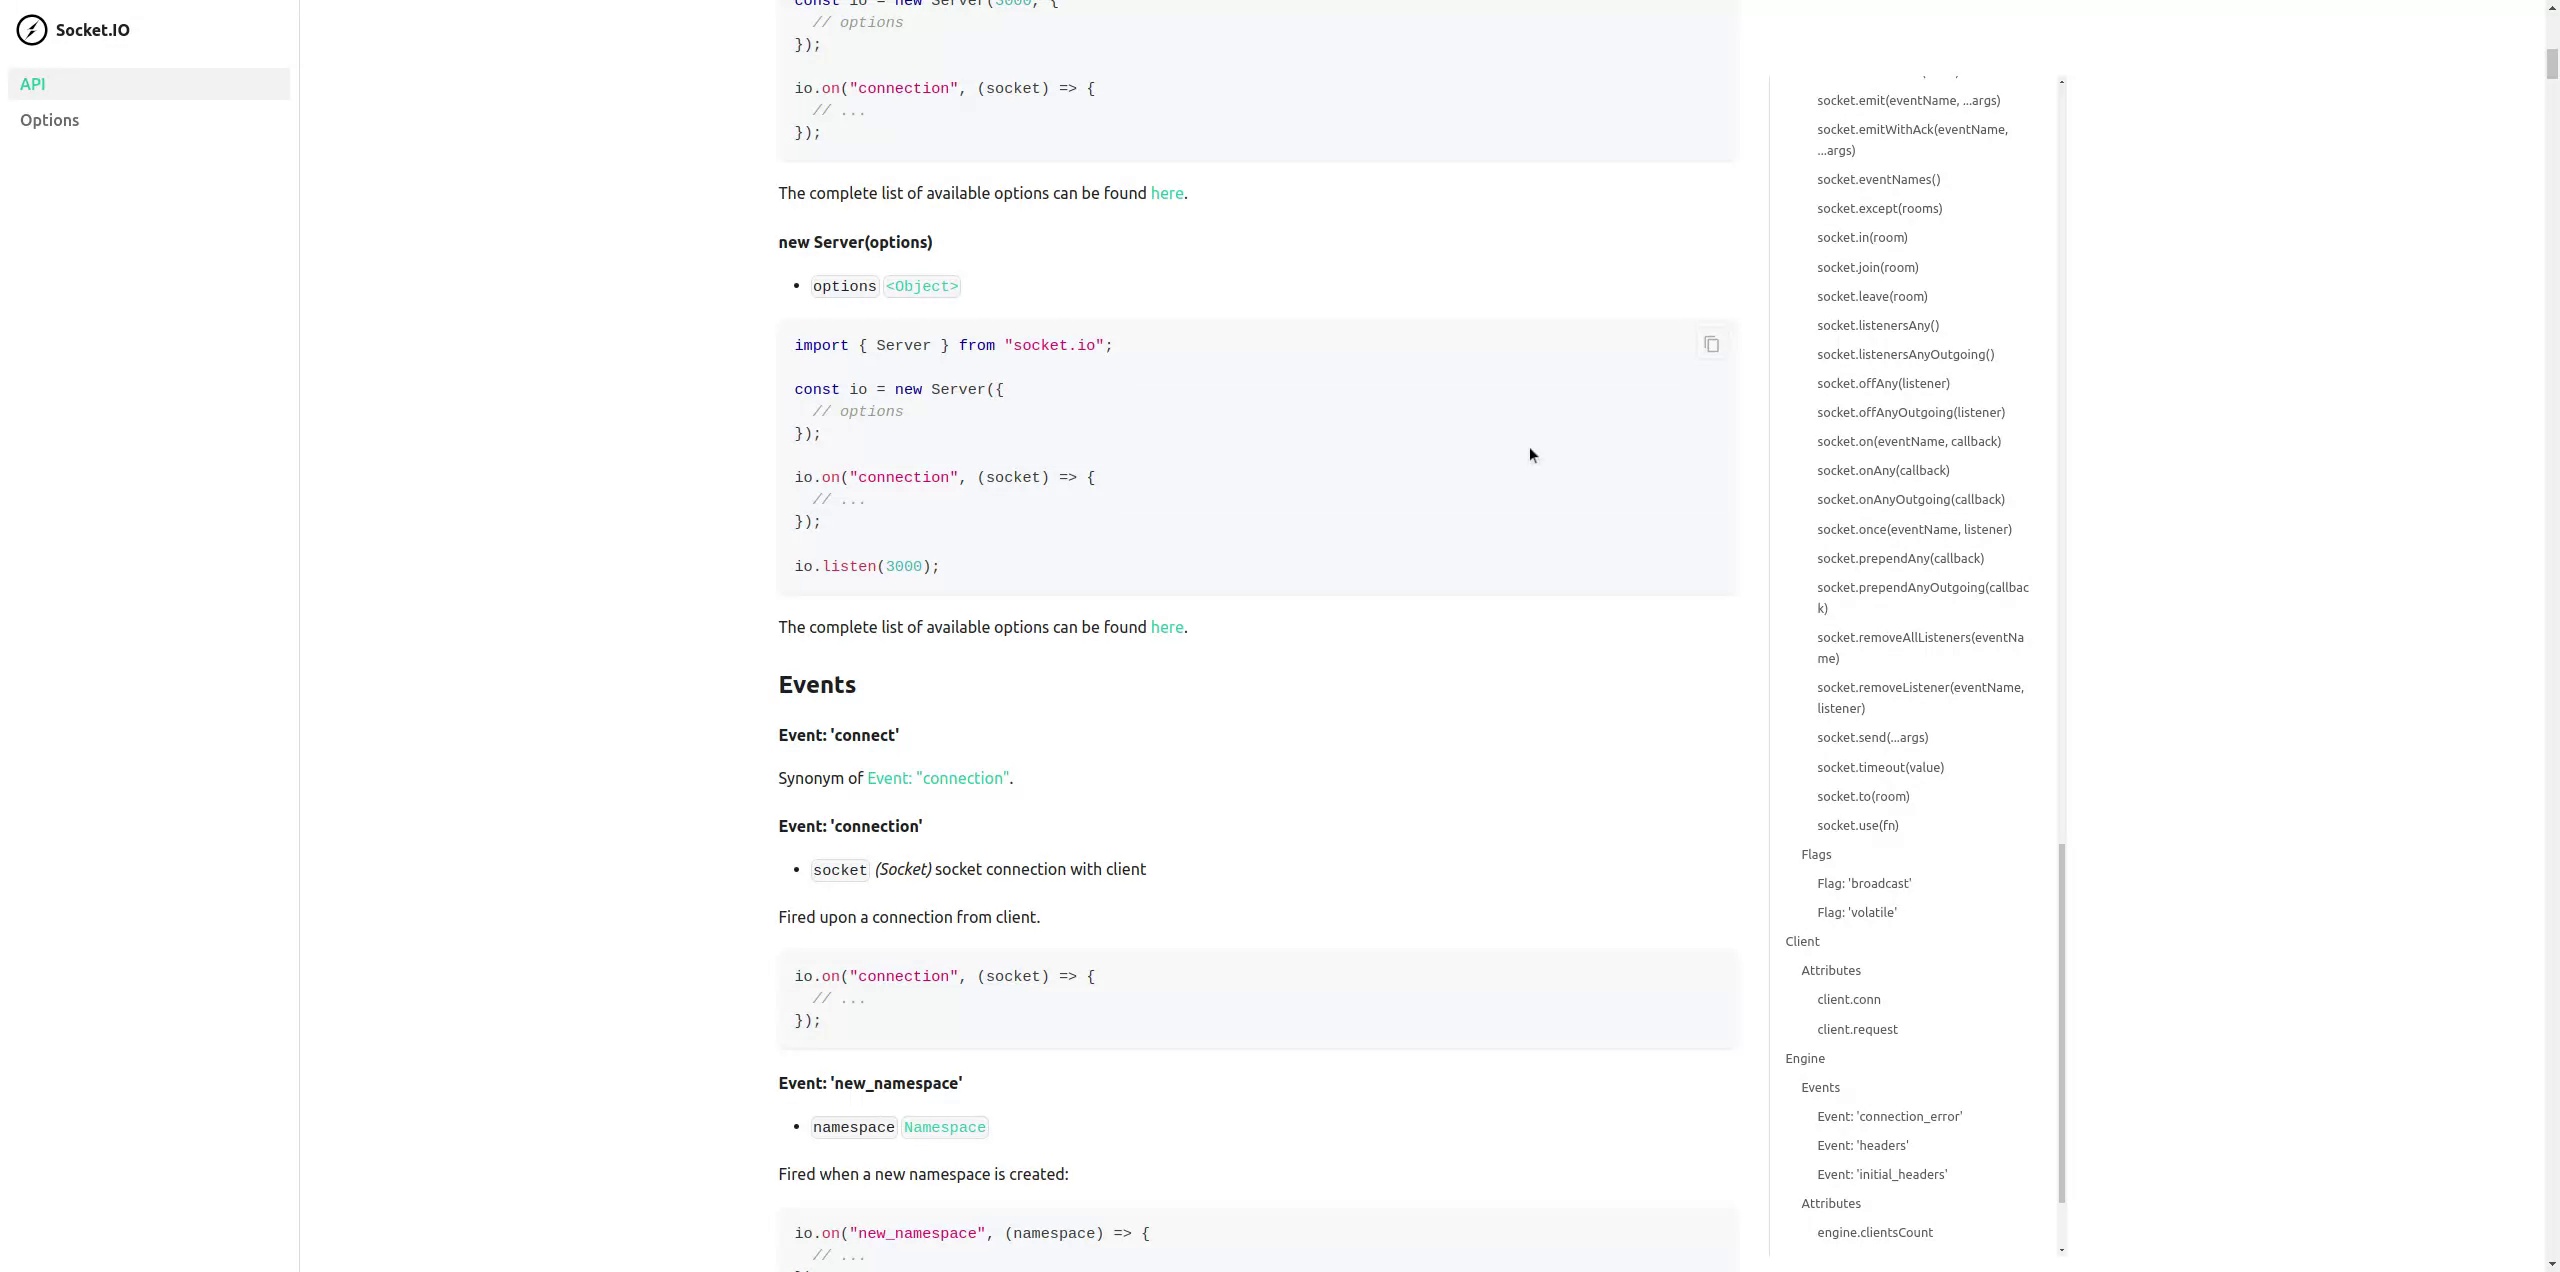 Socket.IO
API
Options
const io = new Server(3000, {
// options
});
io.on("connection", (socket) => {
// ...
});
The complete list of available options can be found here.
new Server(options)
• options <Object>
import { Server } from "socket.io";
const io = new Server({
// options
});
io.on("connection", (socket) => {
// ...
});
io.listen(3000);
The complete list of available options can be found here.
Events
Event: 'connect'
Synonym of Event: "connection".
Event: 'connection'
• socket (Socket) socket connection with client
Fired upon a connection from client.
io.on("connection", (socket) => {
// ...
});
Event: 'new_namespace'
• namespace Namespace
Fired when a new namespace is created:
io.on("new_namespace", (namespace) => {
// ...
socket.emit(eventName, ...args)
socket.emitWithAck(eventName,
...args)
socket.eventNames()
socket.except(rooms)
socket.in(room)
socket.join(room)
socket.leave(room)
socket.listenersAny()
socket.listenersAnyOutgoing()
socket.offAny(listener)
socket.offAnyOutgoing(listener)
socket.on(eventName, callback)
socket.onAny(callback)
socket.onAnyOutgoing(callback)
socket.once(eventName, listener)
socket.prependAny(callback)
socket.prependAnyOutgoing(callbac
k)
socket.removeAllListeners(eventNa
me)
socket.removeListener(eventName,
listener)
socket.send(...args)
socket.timeout(value)
socket.to(room)
socket.use(fn)
Flags
Flag: 'broadcast'
Flag: 'volatile'
Client
Attributes
client.conn
client.request
Engine
Events
Event: 'connection_error'
Event: 'headers'
Event: 'initial_headers'
Attributes
engine.clientsCount